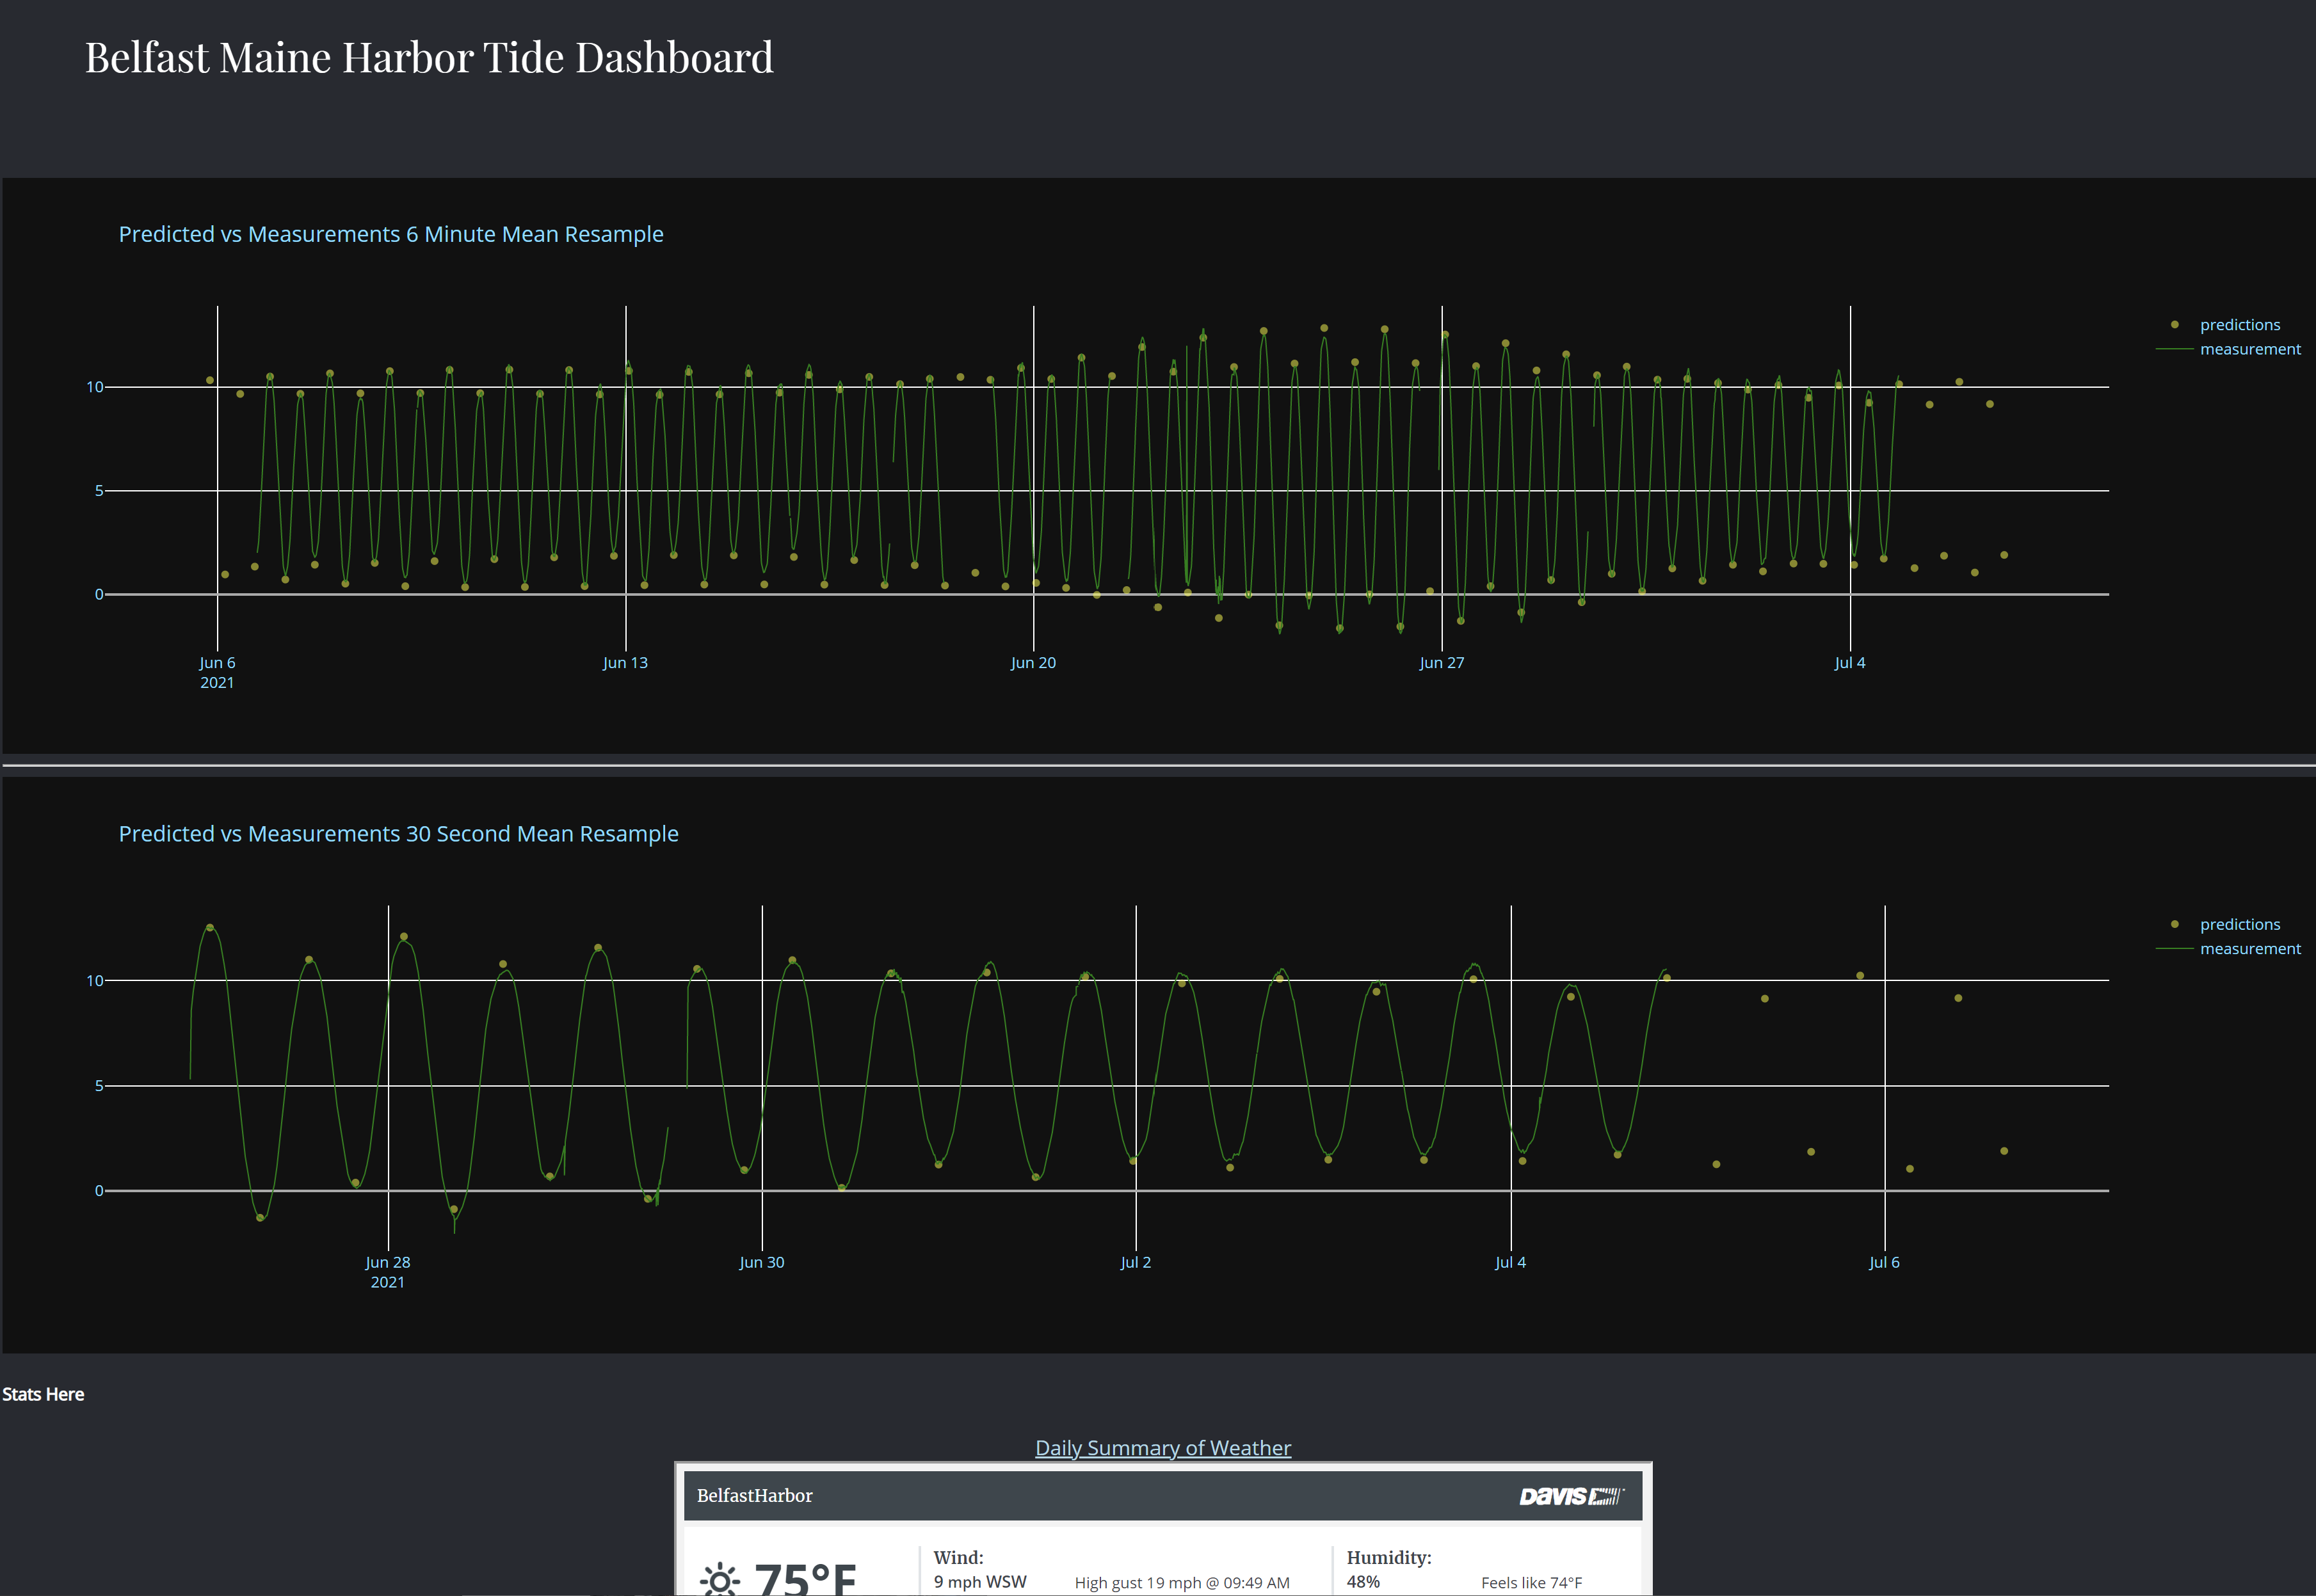 Belfast Maine Harbor Tide Dashboard
Predicted vs Measurements 6 Minute Mean Resample
predictions
measurement
10
5
0
Jun 6 Jun 13 Jun 20 Jun 27 Jul 4
2021
Predicted vs Measurements 30 Second Mean Resample
predictions
measurement
10
5
0
Jun 28 Jun 30 Jul 2 Jul 4 Jul 6
2021
Stats Here
Daily Summary of Weather
BelfastHarbor DAVIS
Wind: Humidity:
75°F 9 mph WSW High gust 19 mph @ 09:49 AM 48% Feels like 74°F